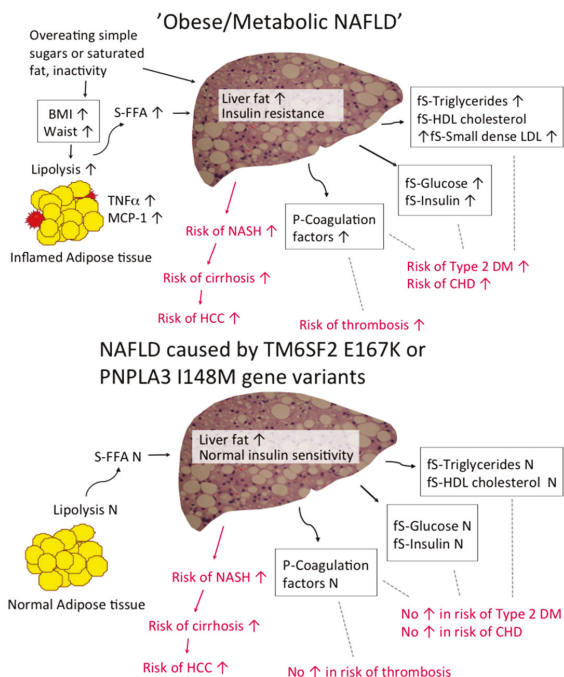 ’Obese/Metabolic NAFLD’
Overeating simple
sugars or saturated
fat, inactivity
BMI ↑
Waist ↑
S-FFA ↑
Lipolysis ↑
TNFα ↑
MCP-1 ↑
Inflamed Adipose tissue
Liver fat ↑
Insulin resistance
fS-Triglycerides ↑
fS-HDL cholesterol
↑fS-Small dense LDL ↑
fS-Glucose ↑
fS-Insulin ↑
P-Coagulation
factors ↑
Risk of NASH ↑
Risk of cirrhosis ↑
Risk of HCC ↑
Risk of Type 2 DM ↑
Risk of CHD ↑
Risk of thrombosis ↑
NAFLD caused by TM6SF2 E167K or
PNPLA3 I148M gene variants
S-FFA N
Lipolysis N
Normal Adipose tissue
Liver fat ↑
Normal insulin sensitivity
fS-Triglycerides N
fS-HDL cholesterol N
fS-Glucose N
fS-Insulin N
P-Coagulation
factors N
Risk of NASH ↑
Risk of cirrhosis ↑
Risk of HCC ↑
No ↑ in risk of Type 2 DM
No ↑ in risk of CHD
No ↑ in risk of thrombosis